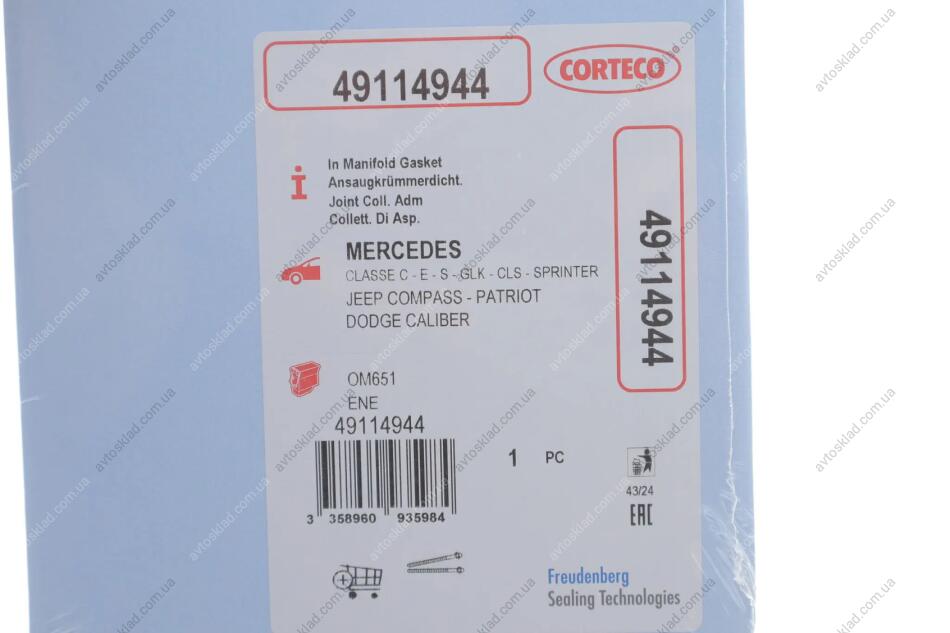 49114944
CORTECO
In Manifold Gasket
Ansaugkrümmerdicht.
Joint Coll. Adm
Collett. Di Asp.
49114944
MERCEDES
CLASSE C - E - S - GLK - CLS - SPRINTER
JEEP COMPASS - PATRIOT
DODGE CALIBER
OM651
ENE
49114944
1 PC
3 358960 935984
43/24
EAC
Freudenberg
Sealing Technologies
avtosklad.com.ua